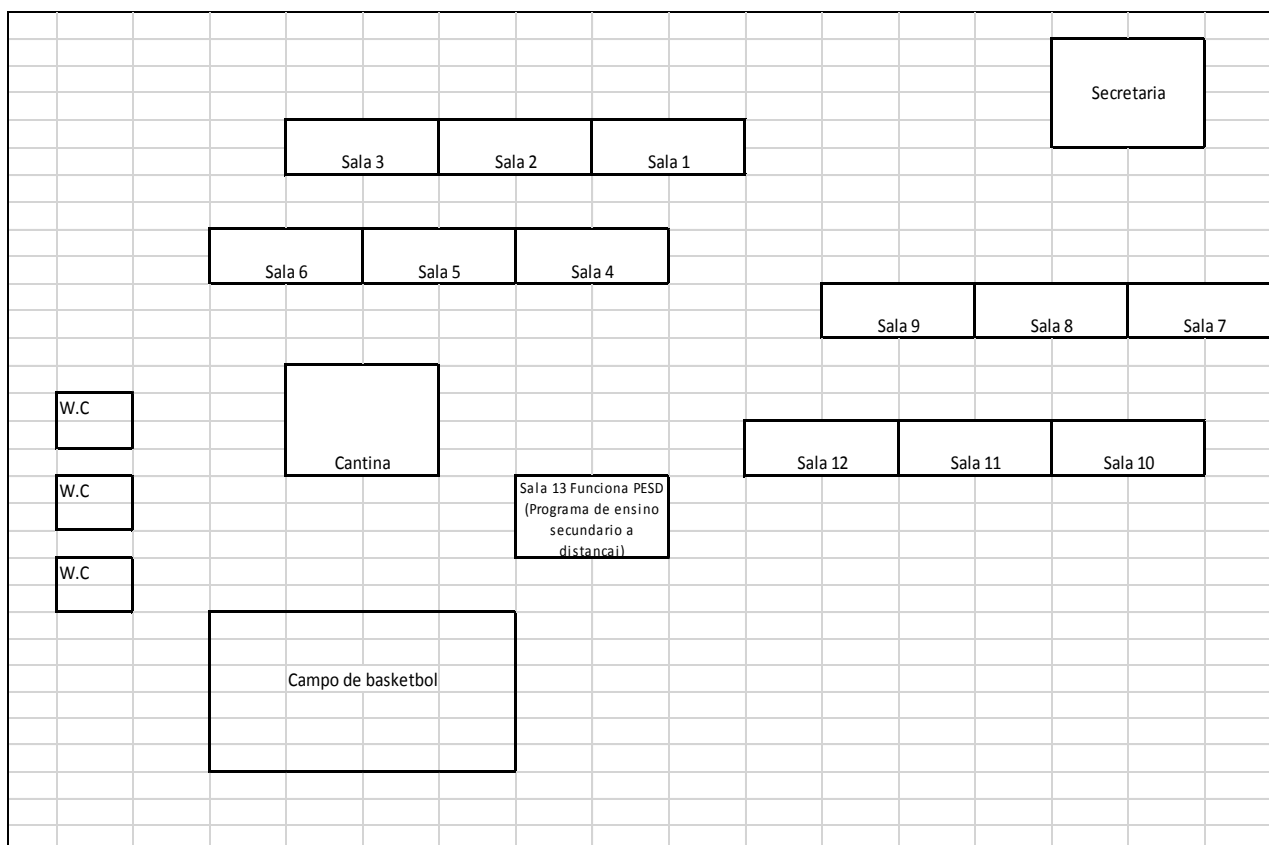 Secretaria
Sala 3
Sala 2
Sala 1
Sala 6
Sala 5
Sala 4
Sala 9
Sala 8
Sala 7
W.C
Cantina
Sala 12
Sala 11
Sala 10
W.C
Sala 13 Funciona PESD
(Programa de ensino
secundario a
distancai)
W.C
Campo de basketbol